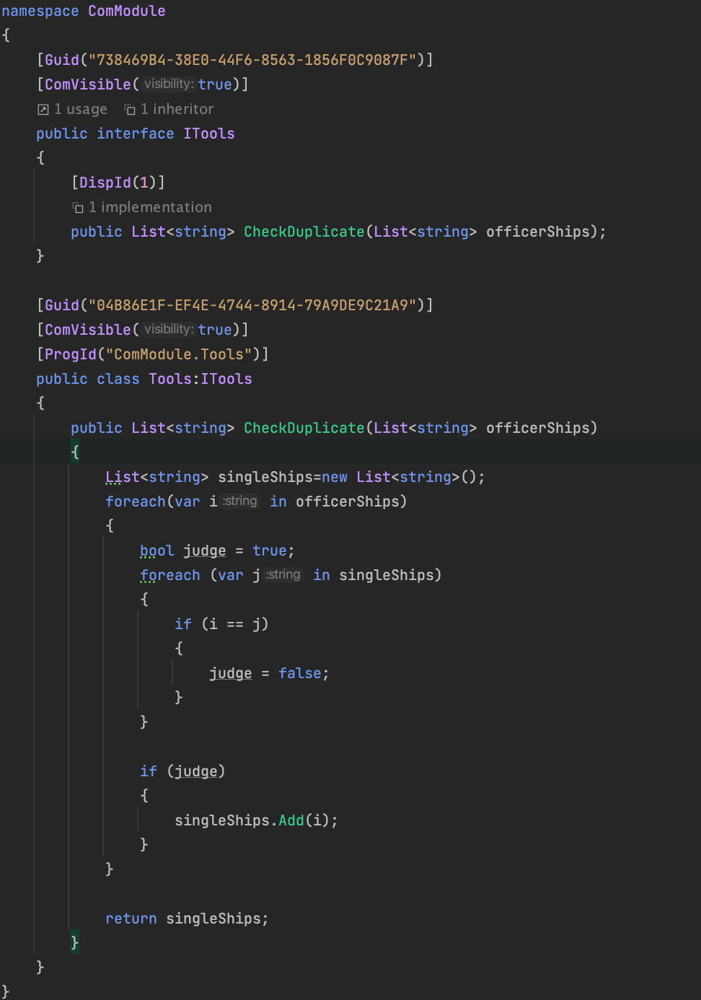 namespace ComModule
{
    [Guid("738469B4-38E0-44F6-8563-1856F0C9087F")]
    [ComVisible( visibility: true)]
    1 usage   1 inheritor
    public interface ITools
    {
        [DispId(1)]
        1 implementation
        public List<string> CheckDuplicate(List<string> officerShips);
    }

    [Guid("04B86E1F-EF4E-4744-8914-79A9DE9C21A9")]
    [ComVisible( visibility: true)]
    [ProgId("ComModule.Tools")]
    public class Tools:ITools
    {
        public List<string> CheckDuplicate(List<string> officerShips)
        {
            List<string> singleShips=new List<string>();
            foreach(var i :string in officerShips)
            {
                bool judge = true;
                foreach (var j :string in singleShips)
                {
                    if (i == j)
                    {
                        judge = false;
                    }
                }

                if (judge)
                {
                    singleShips.Add(i);
                }
            }

            return singleShips;
        }
    }
}